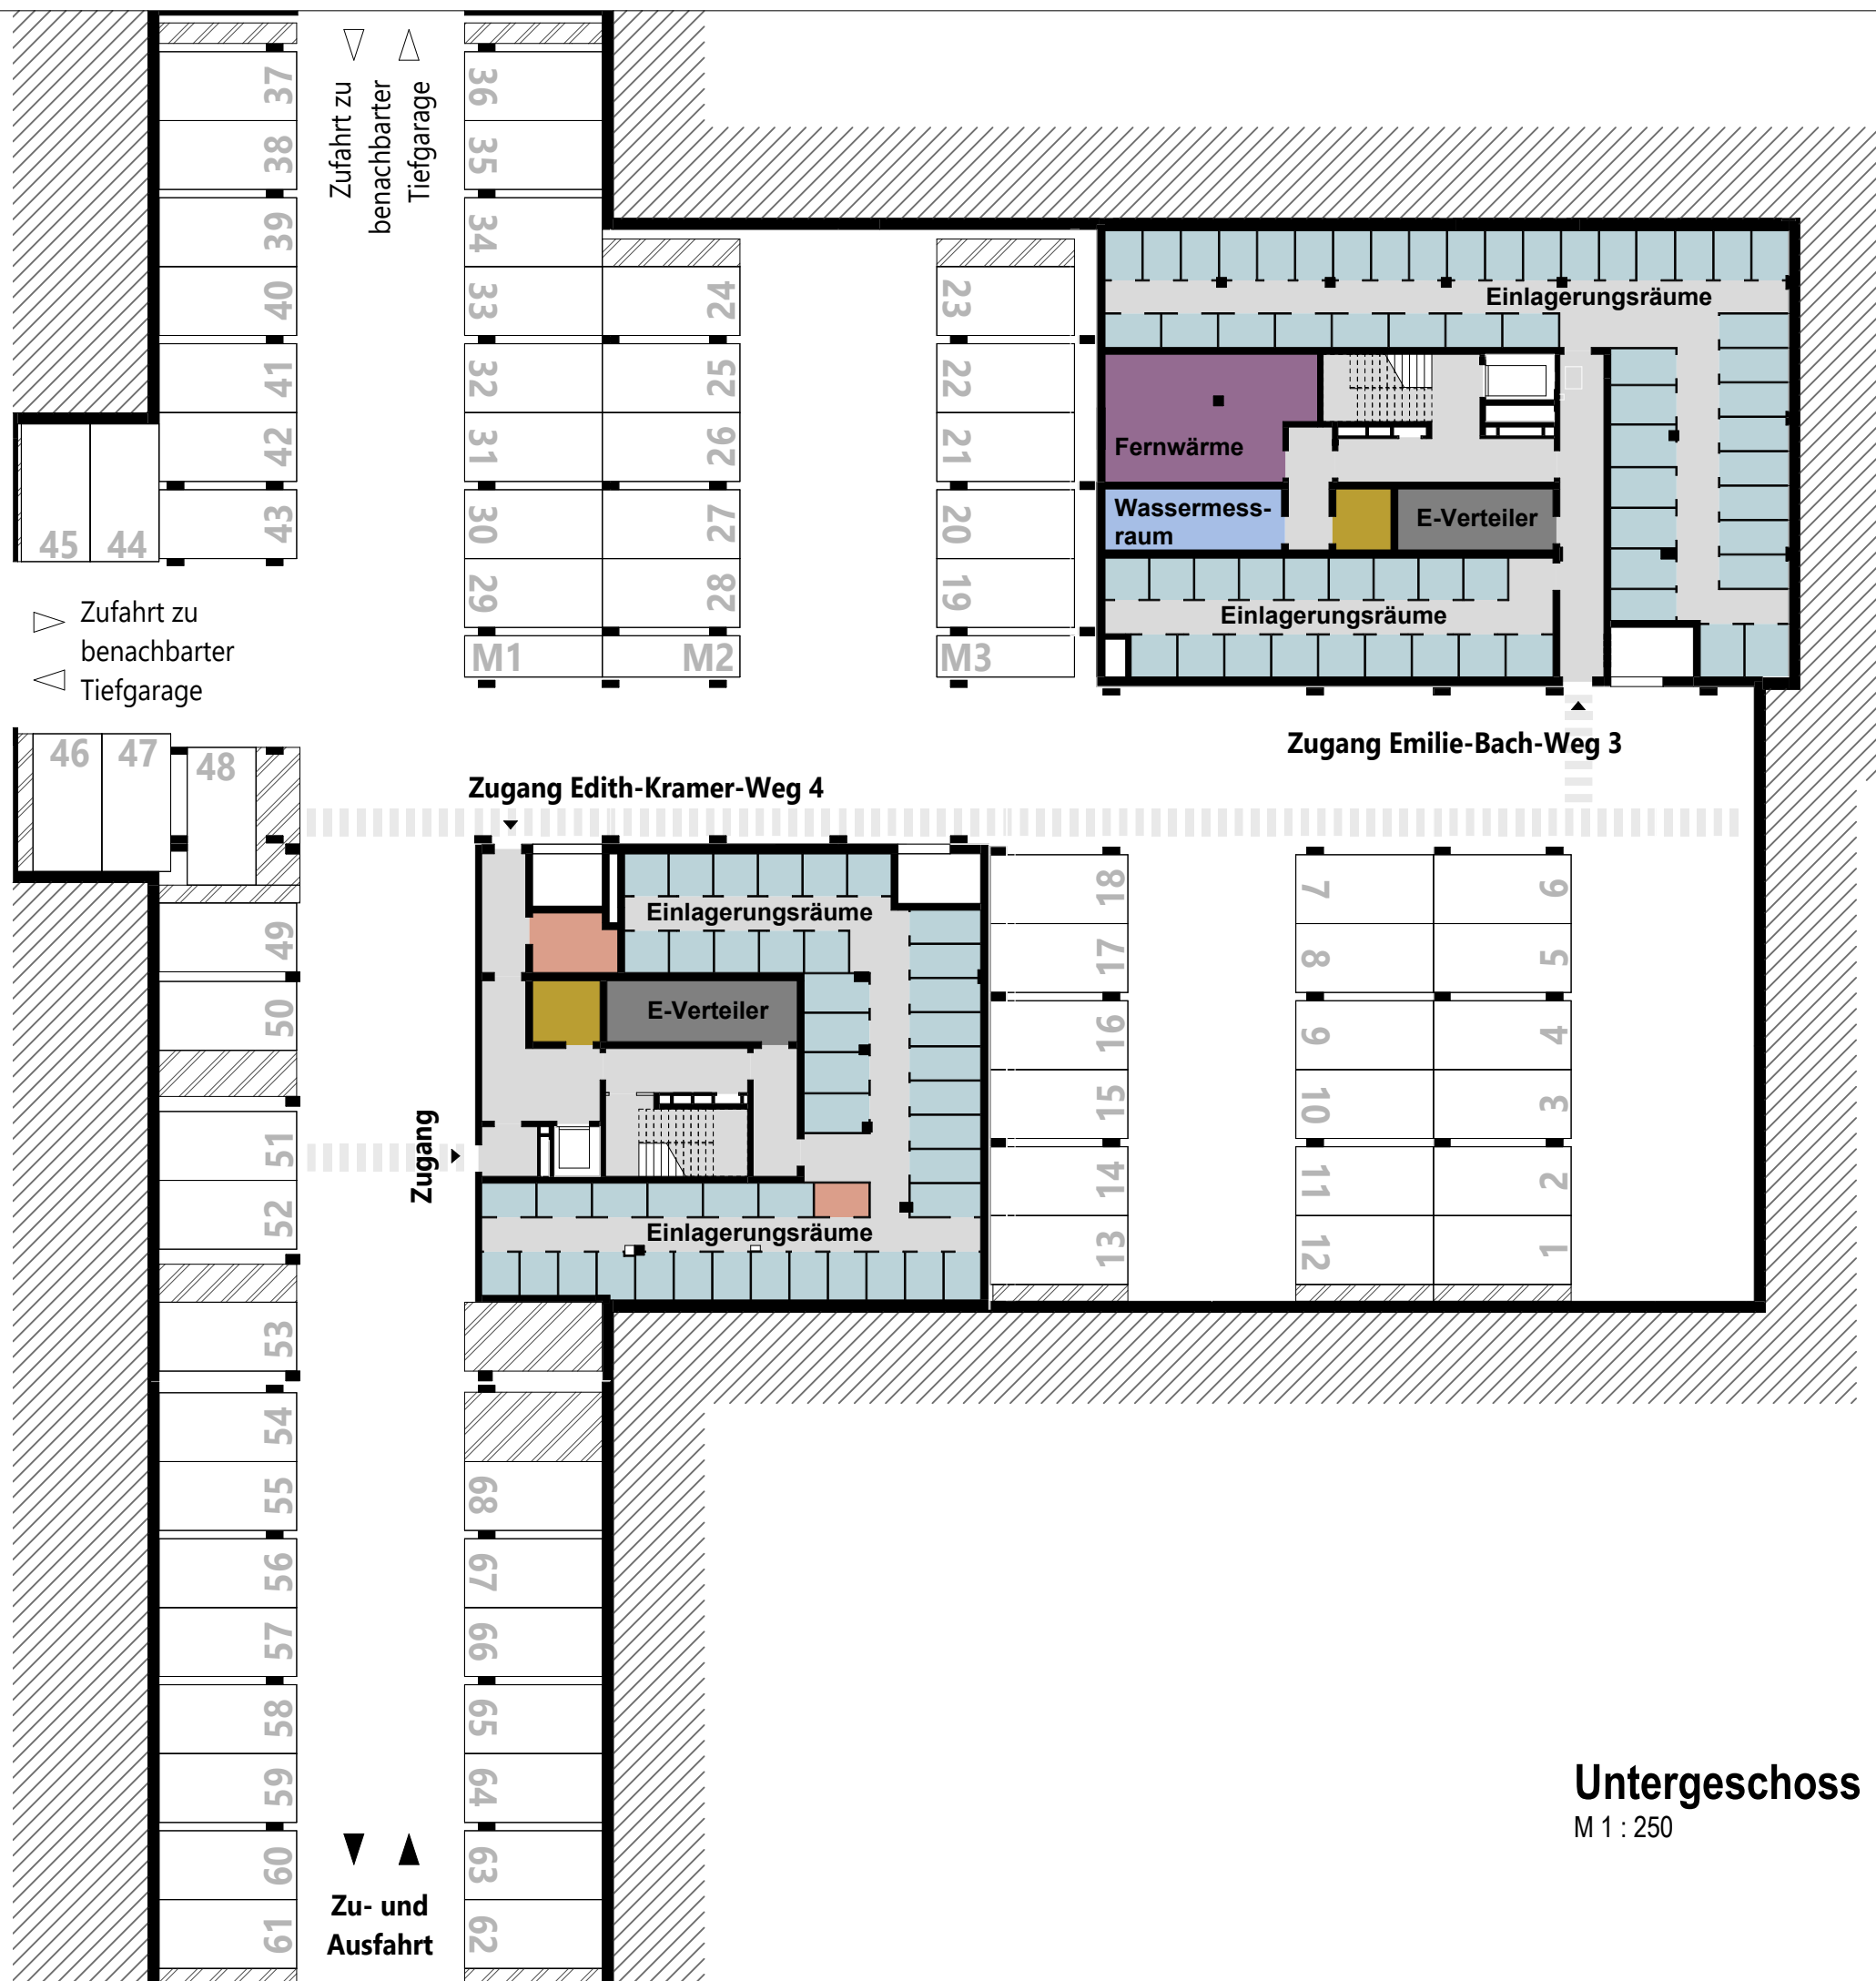 37
38
39
40
41
42
43
45
44
Zufahrt zu
benachbarter
Tiefgarage
36
35
34
33
32
31
30
29
M1
24
25
26
27
28
M2
23
22
21
20
19
M3
Einlagerungsräume
Fernwärme
Wassermess-
raum
E-Verteiler
Einlagerungsräume
Zufahrt zu
benachbarter
Tiefgarage
Zugang Emilie-Bach-Weg 3
46
47
48
Zugang Edith-Kramer-Weg 4
49
50
51
52
53
54
55
56
57
58
59
60
61
Einlagerungsräume
E-Verteiler
Zugang
Einlagerungsräume
18
17
16
15
14
13
7
8
9
10
11
12
6
5
4
3
2
1
68
67
66
65
64
63
62
Zu- und
Ausfahrt
Untergeschoss
M 1 : 250